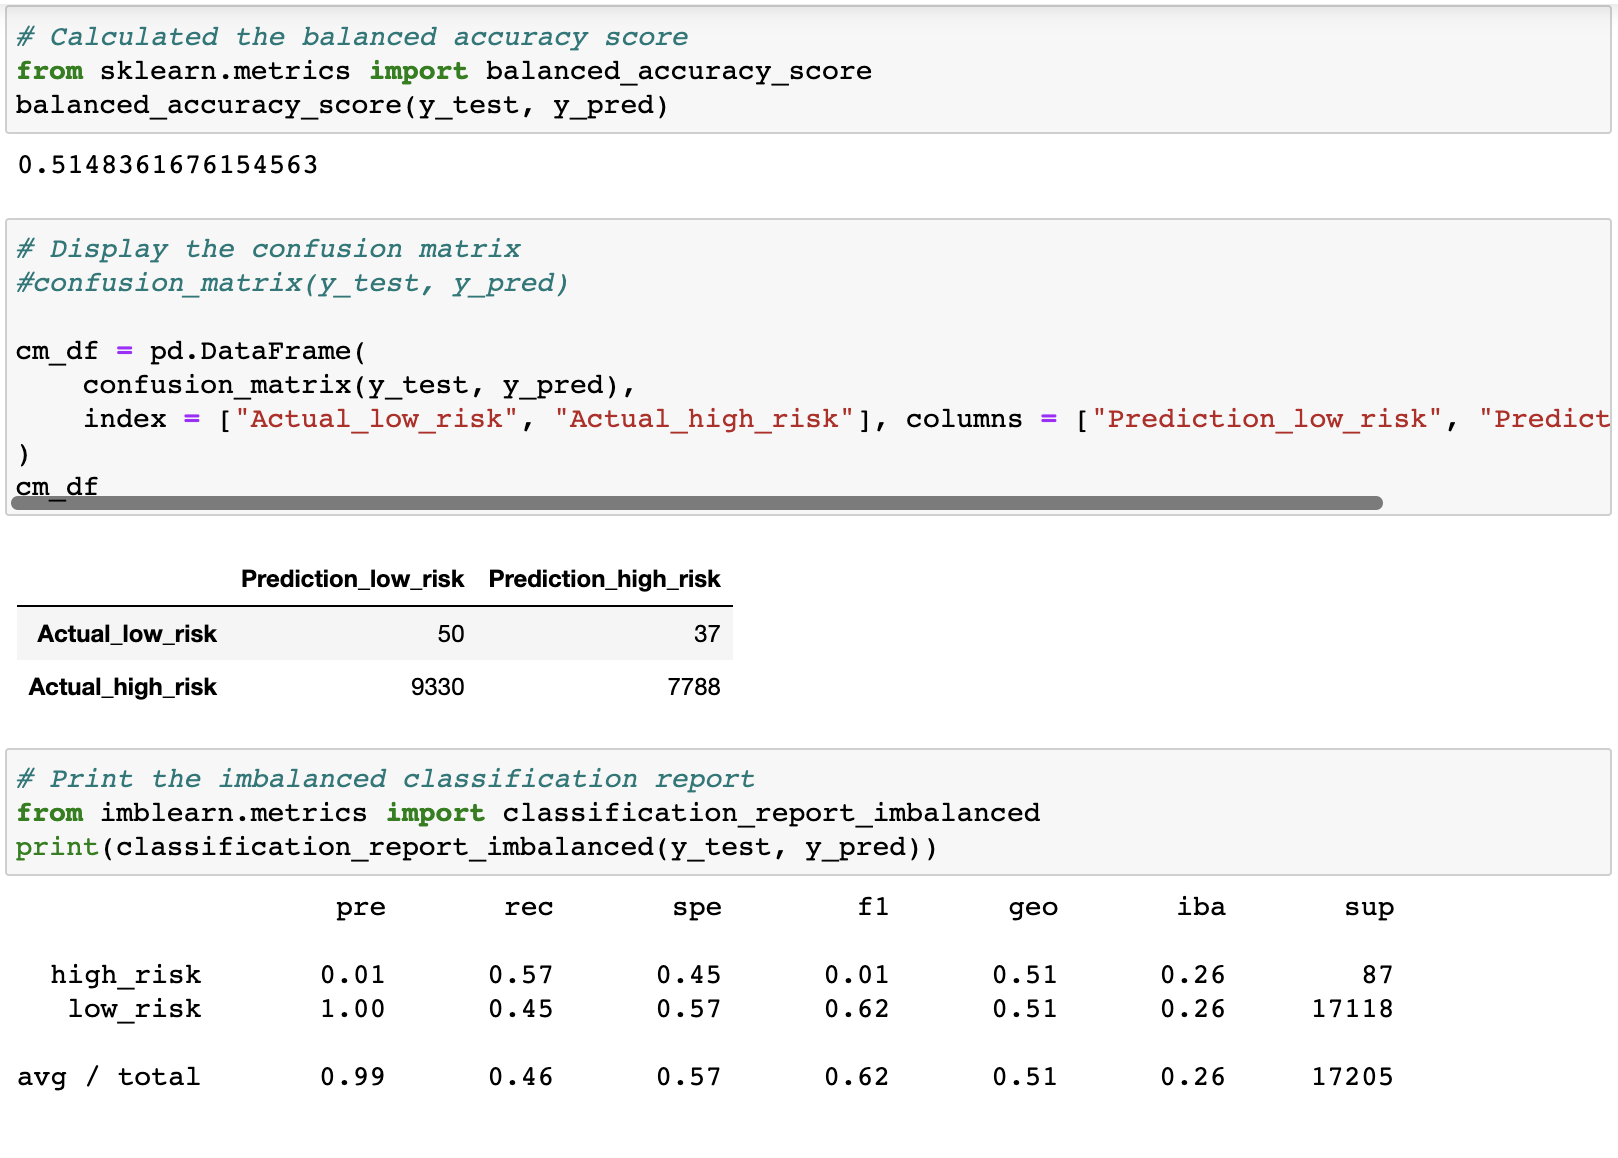 # Calculated the balanced accuracy score
from sklearn.metrics import balanced_accuracy_score
balanced_accuracy_score(y_test, y_pred)
0.5148361676154563
# Display the confusion matrix
#confusion_matrix(y_test, y_pred)
cm_df = pd.DataFrame(
    confusion_matrix(y_test, y_pred),
    index = ["Actual_low_risk", "Actual_high_risk"], columns = ["Prediction_low_risk", "Predict
)
cm_df
Prediction_low_risk Prediction_high_risk
Actual_low_risk 50 37
Actual_high_risk 9330 7788
# Print the imbalanced classification report
from imblearn.metrics import classification_report_imbalanced
print(classification_report_imbalanced(y_test, y_pred))
pre rec spe f1 geo iba sup
high_risk 0.01 0.57 0.45 0.01 0.51 0.26 87
low_risk 1.00 0.45 0.57 0.62 0.51 0.26 17118
avg / total 0.99 0.46 0.57 0.62 0.51 0.26 17205